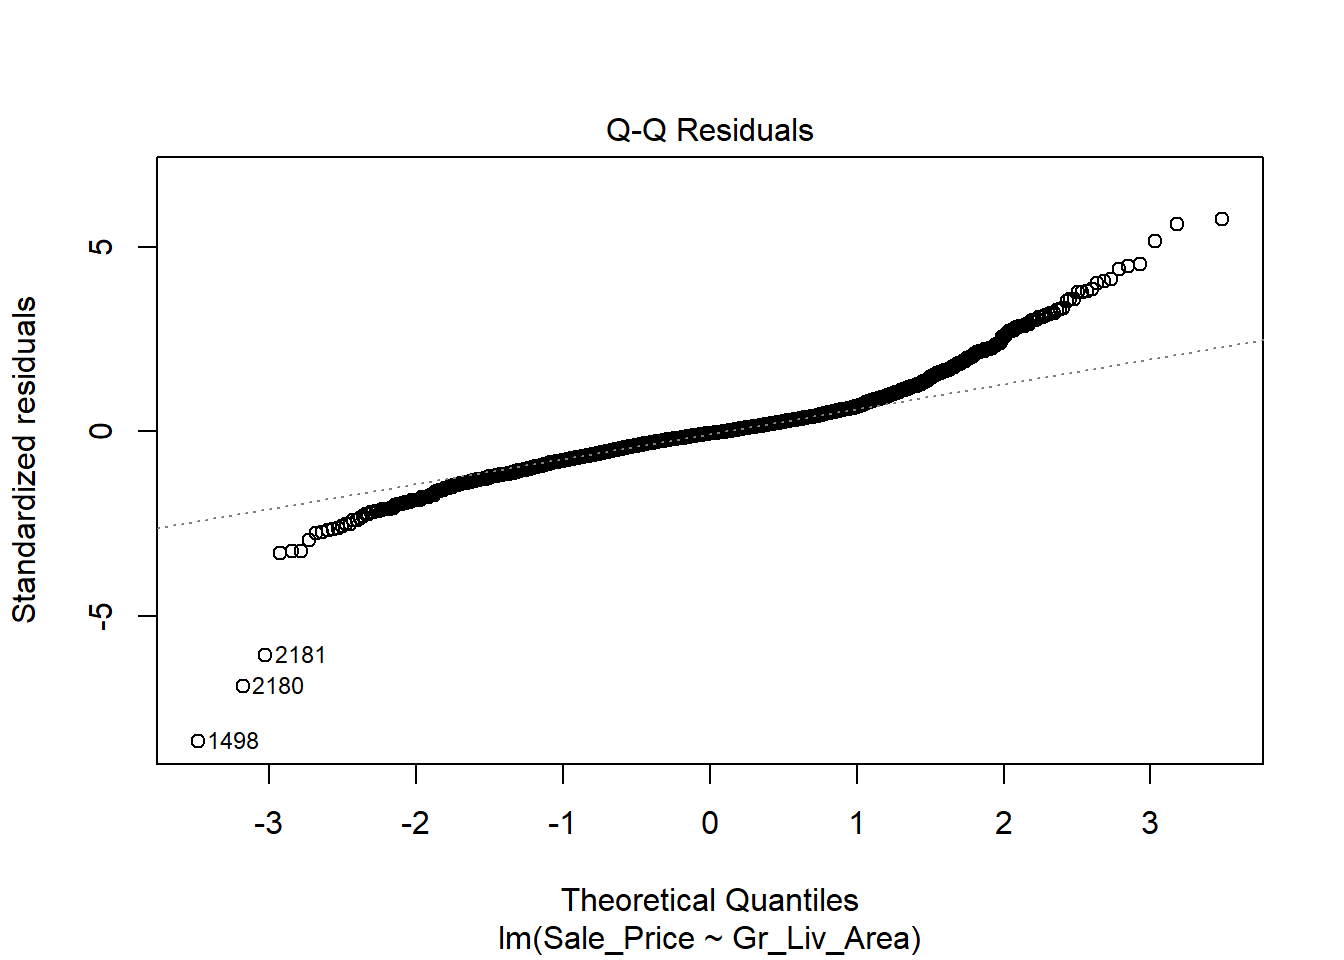 Q-Q Residuals
Standardized residuals
5
0
-5
2181
2180
1498
-3 -2 -1 0 1 2 3
Theoretical Quantiles
lm(Sale_Price ~ Gr_Liv_Area)